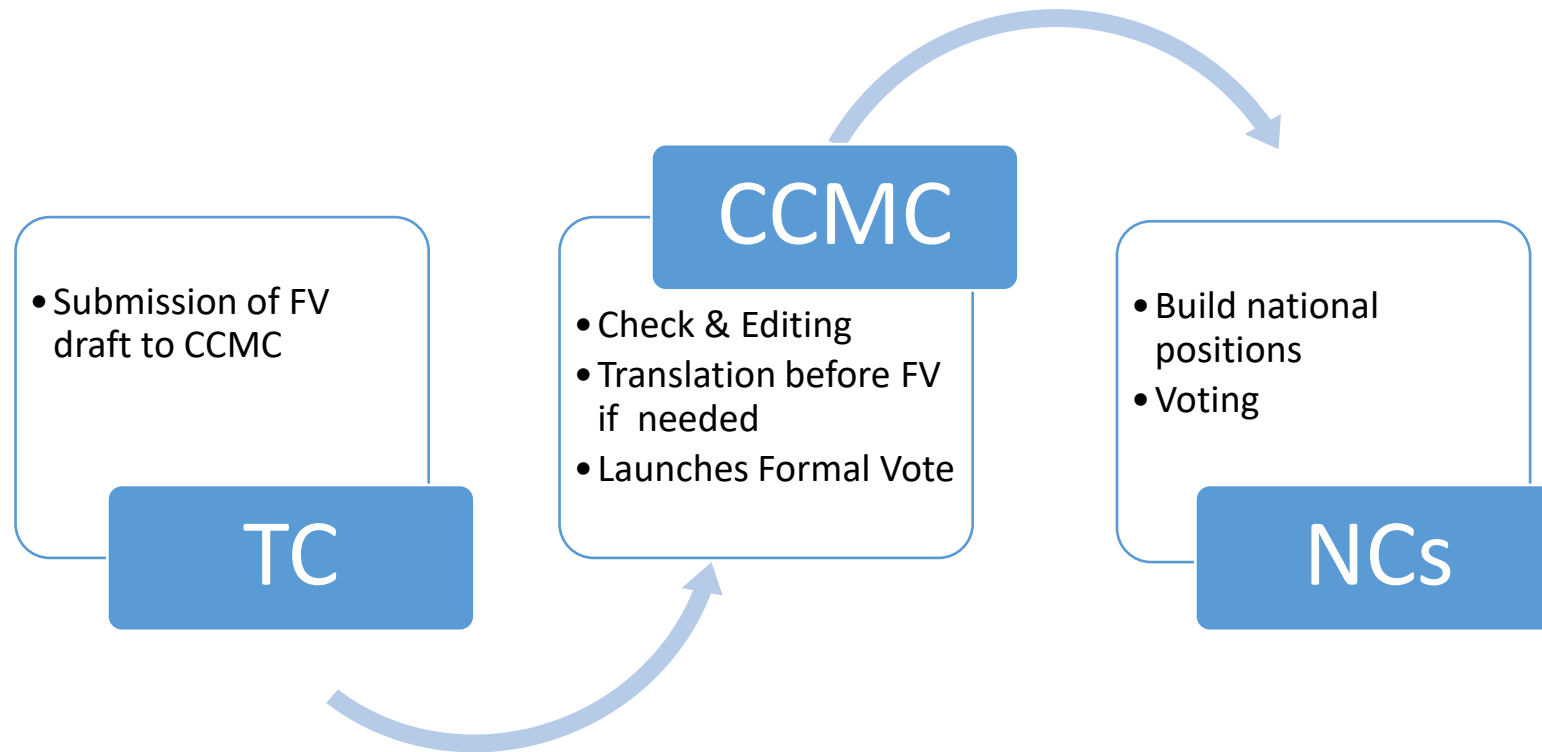 • Submission of FV
draft to CCMC
TC
CCMC
• Check & Editing
• Translation before FV
if needed
• Launches Formal Vote
• Build national
positions
• Voting
NCs